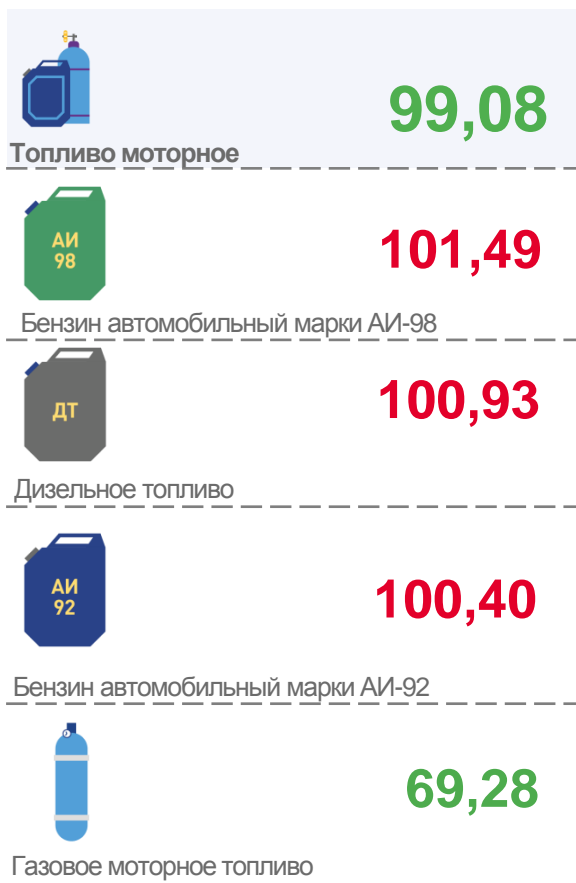 99,08
Топливо моторное
АИ
98
101,49
Бензин автомобильный марки АИ-98
ДТ
100,93
Дизельное топливо
АИ
92
100,40
Бензин автомобильный марки АИ-92
69,28
Газовое моторное топливо